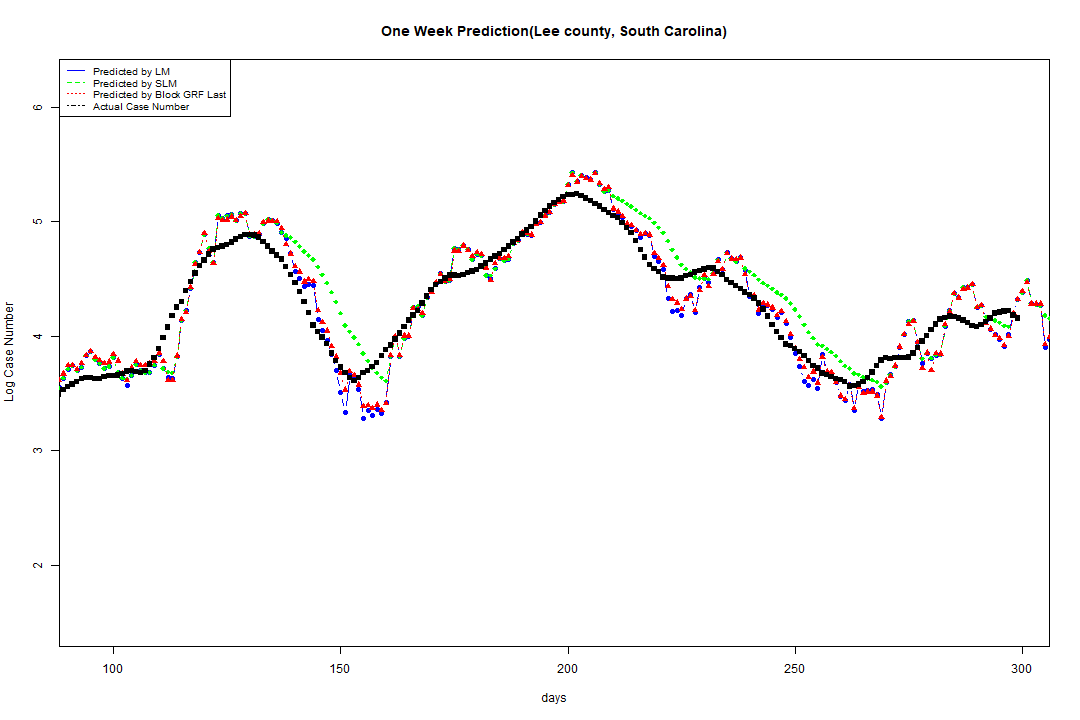 One Week Prediction(Lee county, South Carolina)
Predicted by LM
Predicted by SLM
Predicted by Block GRF Last
Actual Case Number
6
5
4
3
2
Log Case Number
100
150
200
250
300
days